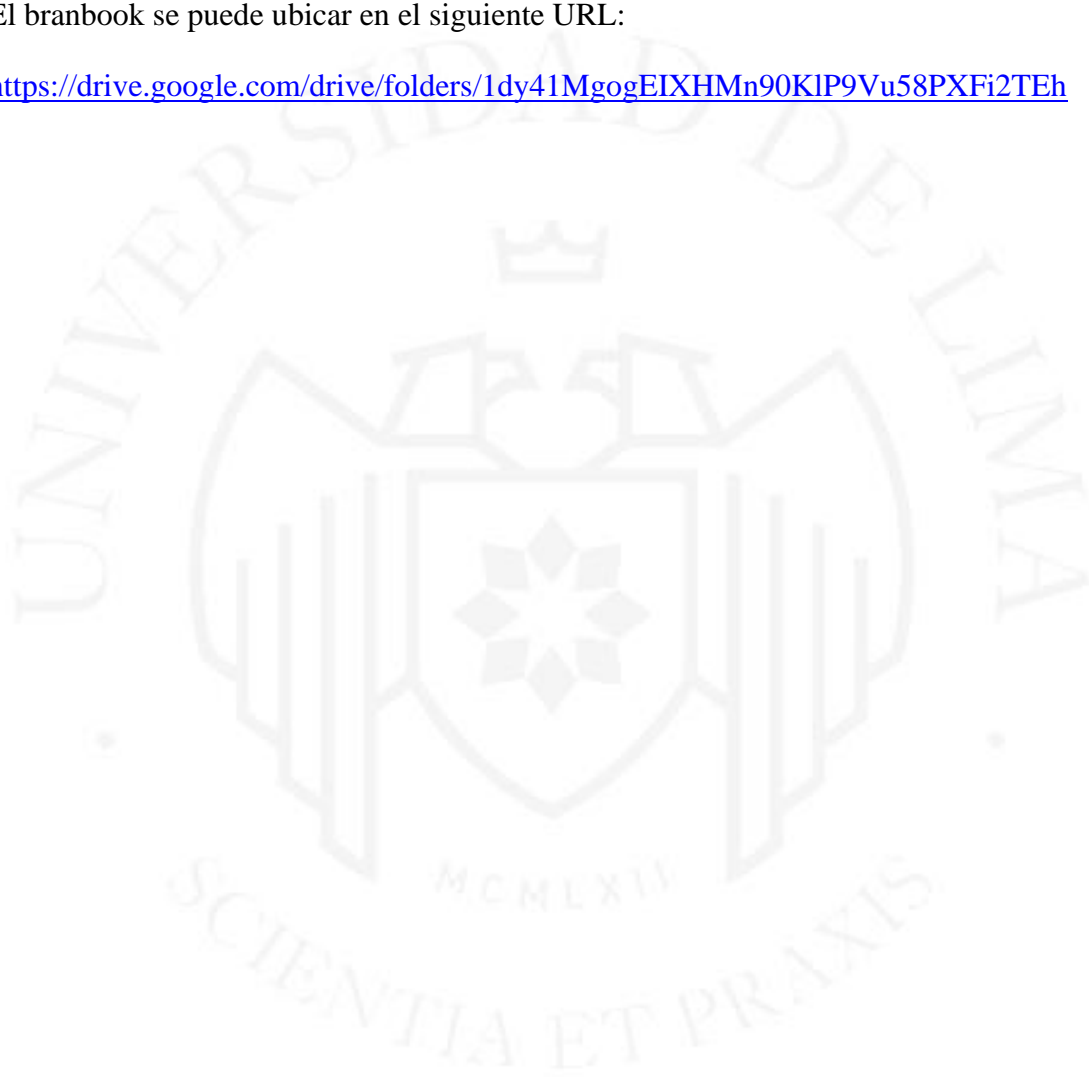 El branbook se puede ubicar en el siguiente URL:
https://drive.google.com/drive/folders/1dy41MgogEIXHMn90KlP9Vu58PXFi2TEh
UNIVERSIDAD DE LIMA
MCMLXII
SCIENTIA ET PRAXIS